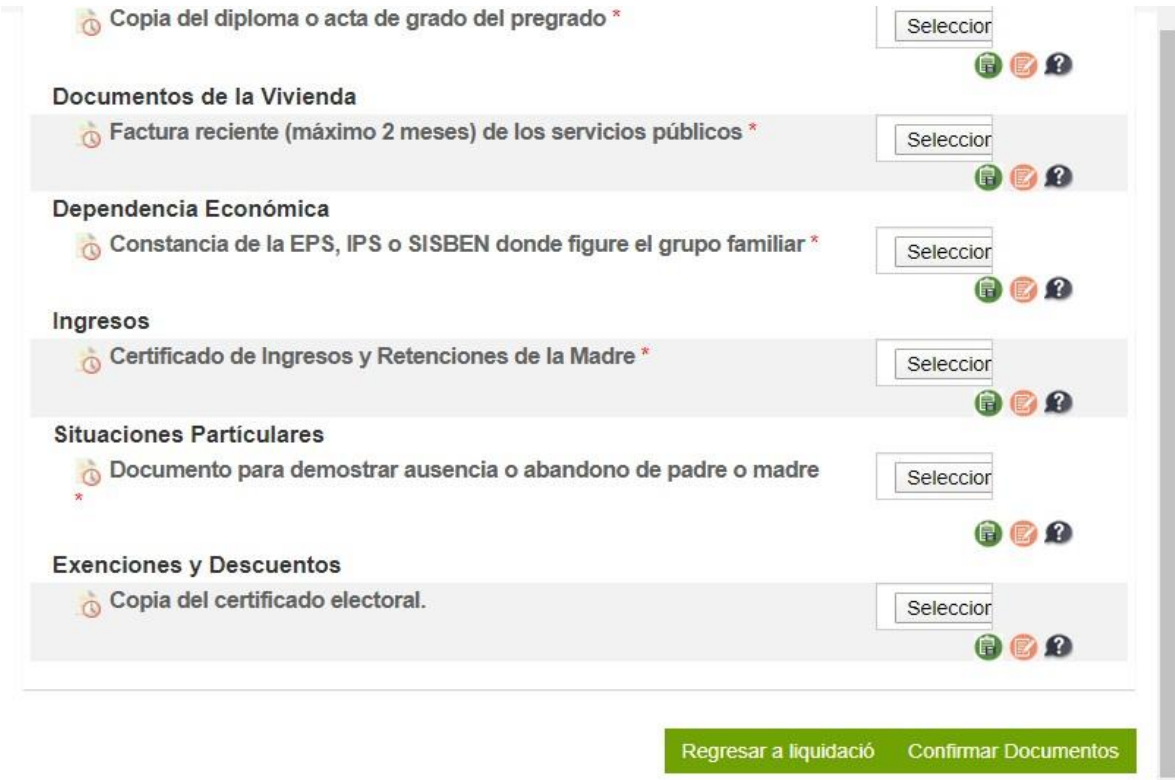 Copia del diploma o acta de grado del pregrado *
Seleccior
Documentos de la Vivienda
Factura reciente (máximo 2 meses) de los servicios públicos *
Seleccior
Dependencia Económica
Constancia de la EPS, IPS o SISBEN donde figure el grupo familiar *
Seleccior
Ingresos
Certificado de Ingresos y Retenciones de la Madre *
Seleccior
Situaciones Partículares
Documento para demostrar ausencia o abandono de padre o madre
*
Seleccior
Exenciones y Descuentos
Copia del certificado electoral.
Seleccior
Regresar a liquidació Confirmar Documentos